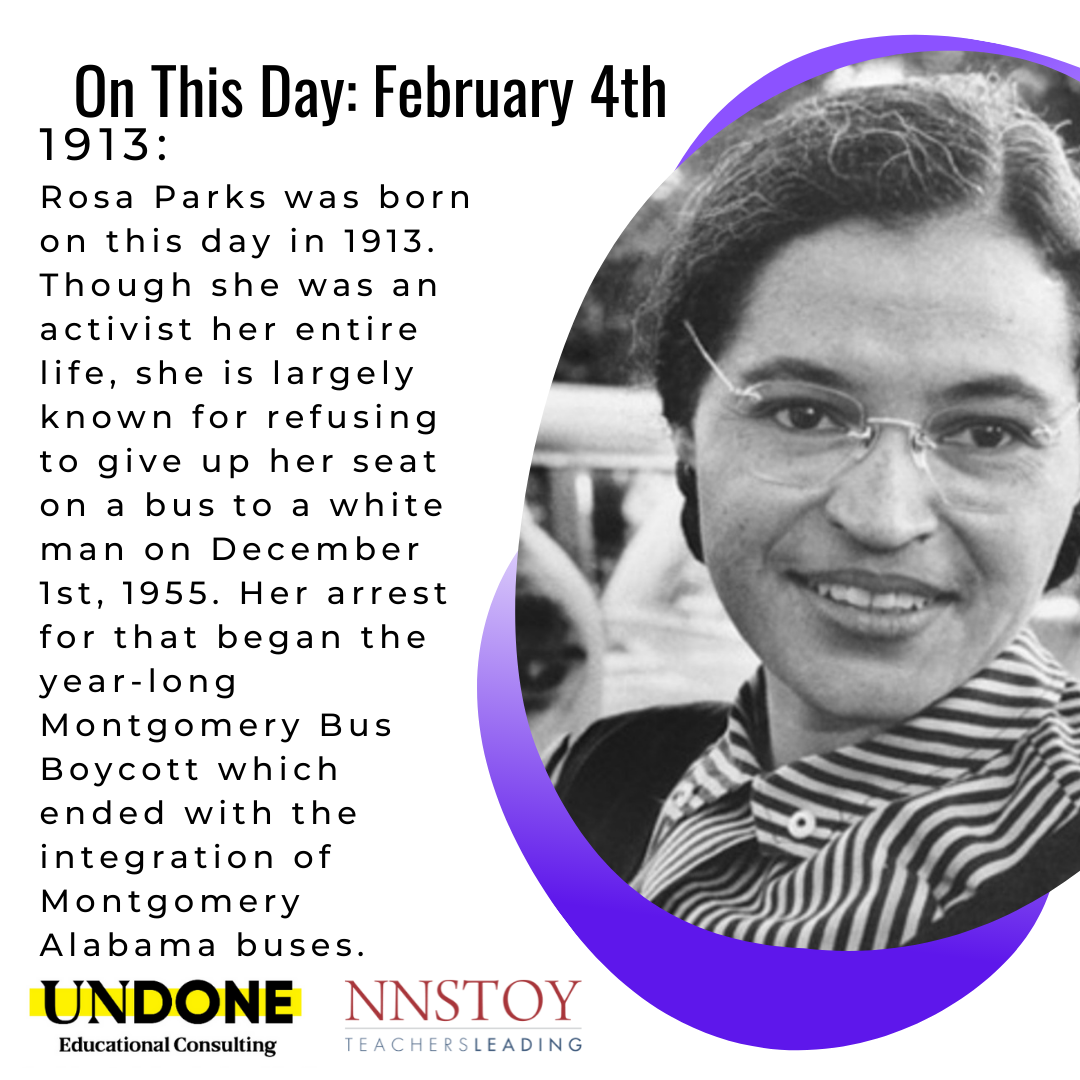 On This Day: February 4th
1913:
Rosa Parks was born
on this day in 1913.
Though she was an
activist her entire
life, she is largely
known for refusing
to give up her seat
on a bus to a white
man on December
1st, 1955. Her arrest
for that began the
year-long
Montgomery Bus
Boycott which
ended with the
integration of
Montgomery
Alabama buses.
UNDONE
Educational Consulting
NNSTOY
TEACHERSLEADING